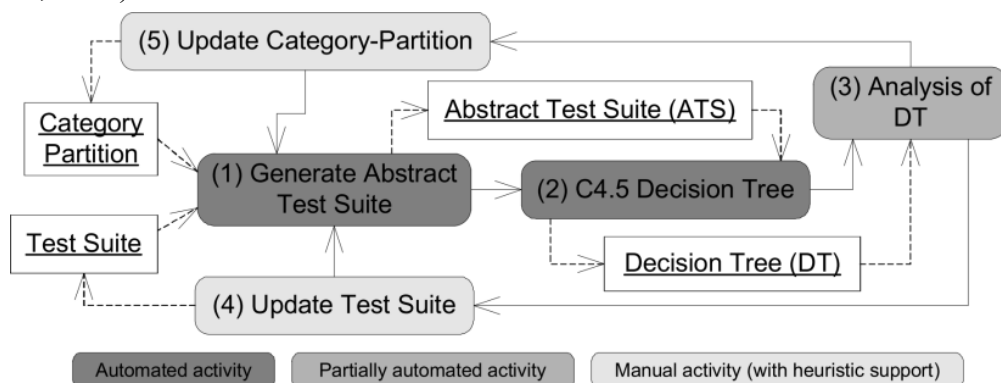 (5) Update Category-Partition
(3) Analysis of
DT
Abstract Test Suite (ATS)
Category
Partition
(1) Generate Abstract
Test Suite
(2) C4.5 Decision Tree
Test Suite
Decision Tree (DT)
(4) Update Test Suite
Automated activity
Partially automated activity
Manual activity (with heuristic support)